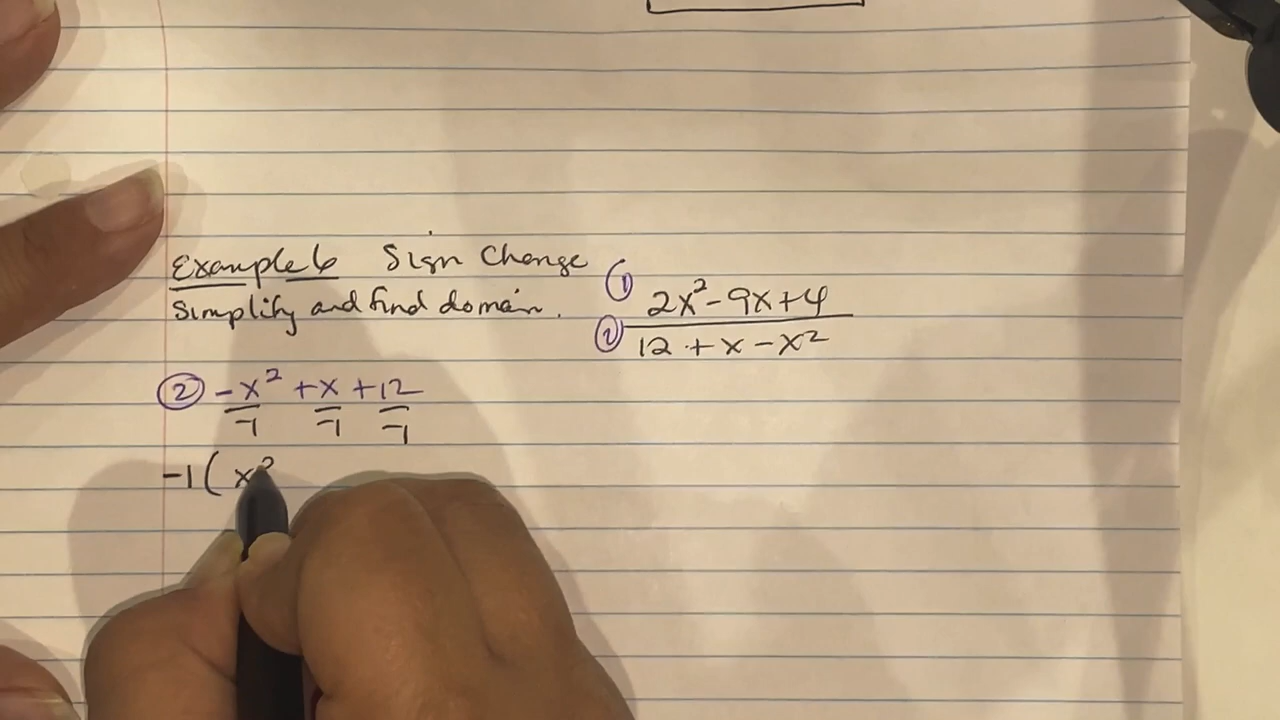 Example 6 Sign Change
Simplify and find domain.
① 2x²-9x+4
② 12+x-x²
② -x² +x +12
-1 -1 -1
-1( x²